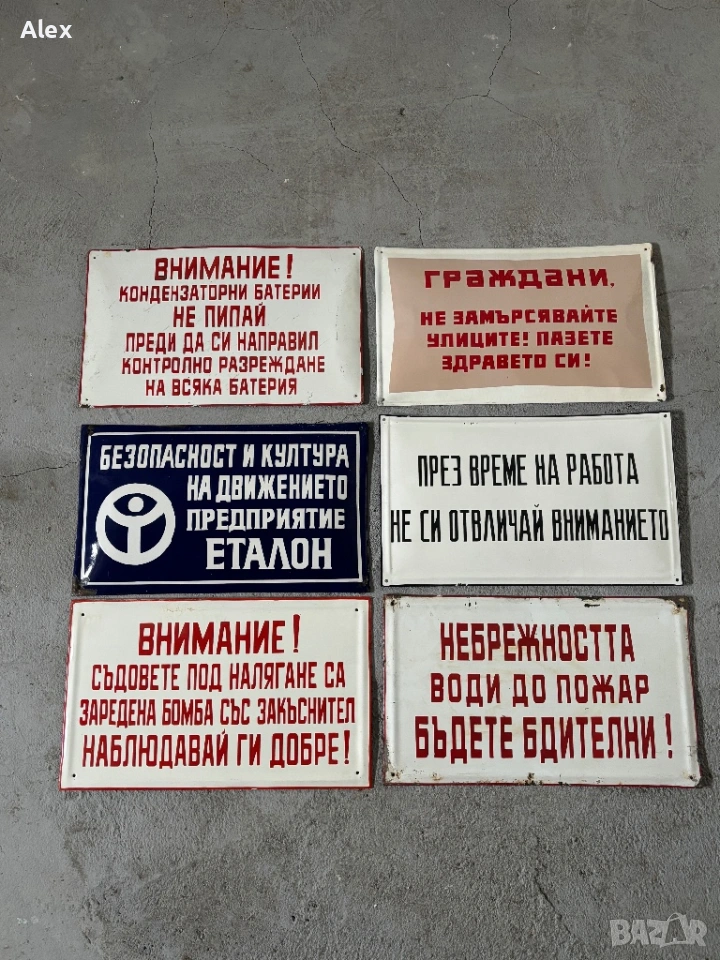 Alex
ВНИМАНИЕ!
КОНДЕНЗАТОРНИ БАТЕРИИ
НЕ ПИПАЙ
ПРЕДИ ДА СИ НАПРАВИЛ
КОНТРОЛНО РАЗРЕЖДАНЕ
НА ВСЯКА БАТЕРИЯ
ГРАЖДАНИ,
НЕ ЗАМЪРСЯВАЙТЕ
УЛИЦИТЕ! ПАЗЕТЕ
ЗДРАВЕТО СИ!
БЕЗОПАСНОСТ И КУЛТУРА
НА ДВИЖЕНИЕТО
ПРЕДПРИЯТИЕ
ЕТАЛОН
ПРЕЗ ВРЕМЕ НА РАБОТА
НЕ СИ ОТВЛИЧАЙ ВНИМАНИЕТО
ВНИМАНИЕ!
СЪДОВЕТЕ ПОД НАЛЯГАНЕ СА
ЗАРЕДЕНА БОМБА СЪС ЗАКЪСНИТЕЛ
НАБЛЮДАВАЙ ГИ ДОБРЕ!
НЕБРЕЖНОСТТА
ВОДИ ДО ПОЖАР
БЪДЕТЕ БДИТЕЛНИ!
BAZAR